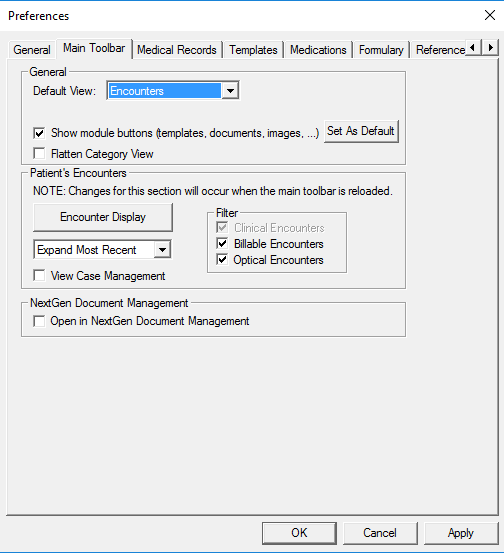 Preferences
General Main Toolbar Medical Records Templates Medications Formulary Reference
General
Default View: Encounters
Show module buttons (templates, documents, images, ...) Set As Default
Flatten Category View
Patient's Encounters
NOTE: Changes for this section will occur when the main toolbar is reloaded.
Encounter Display
Filter
Clinical Encounters
Billable Encounters
Expand Most Recent
Optical Encounters
View Case Management
NextGen Document Management
Open in NextGen Document Management
OK Cancel Apply